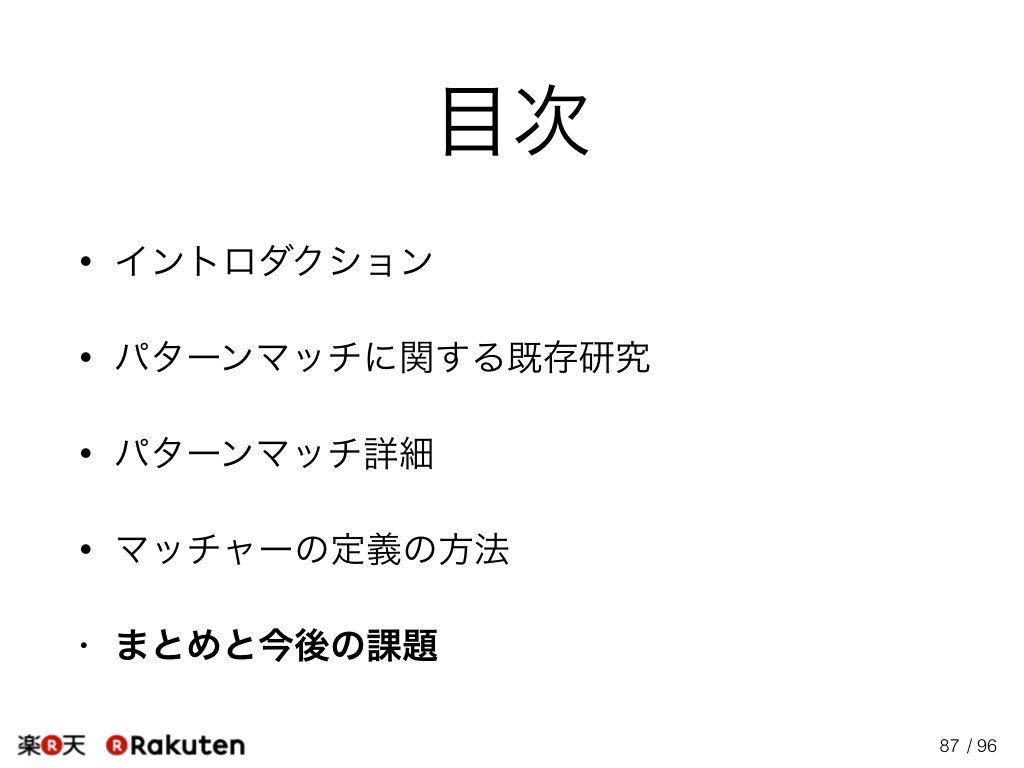 目次
• イントロダクション
• パターンマッチに関する既存研究
• パターンマッチ詳細
• マッチャーの定義の方法
• まとめと今後の課題
楽R天 R Rakuten
87 / 96